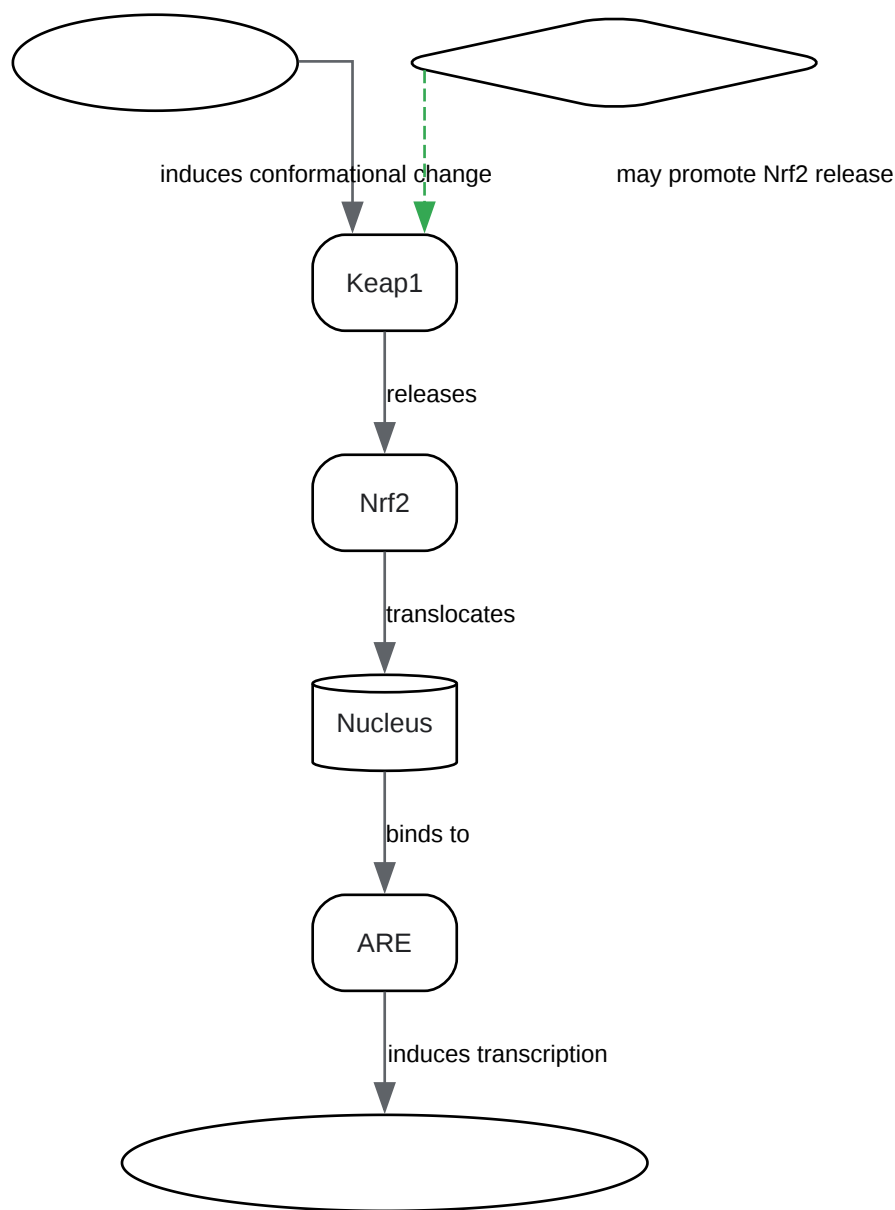 induces conformational change
may promote Nrf2 release
Keap1
releases
Nrf2
translocates
Nucleus
binds to
ARE
induces transcription